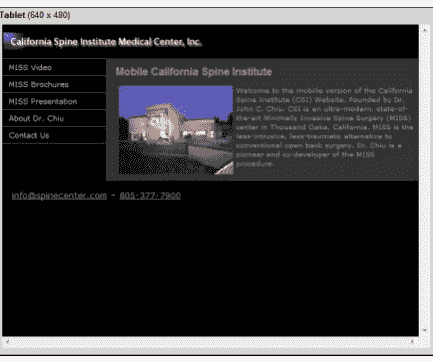 Tablet (640 x 480)
California Spine Institute Medical Center, Inc.
MISS Video
MISS Brochures
MISS Presentation
About Dr. Chiu
Contact Us
Mobile California Spine Institute
Welcome to the mobile version of the California
Spine Institute (CSI) Website. Founded by Dr.
John C. Chiu, CSI is an ultra-modern, state-of-
the-art Minimally Invasive Spine Surgery (MISS)
center in Thousand Oaks, California. MISS is the
less-intrusive, less-traumatic alternative to
conventional open back surgery. Dr. Chiu is a
pioneer and co-developer of the MISS
procedure.
info@spinecenter.com - 805-377-7900